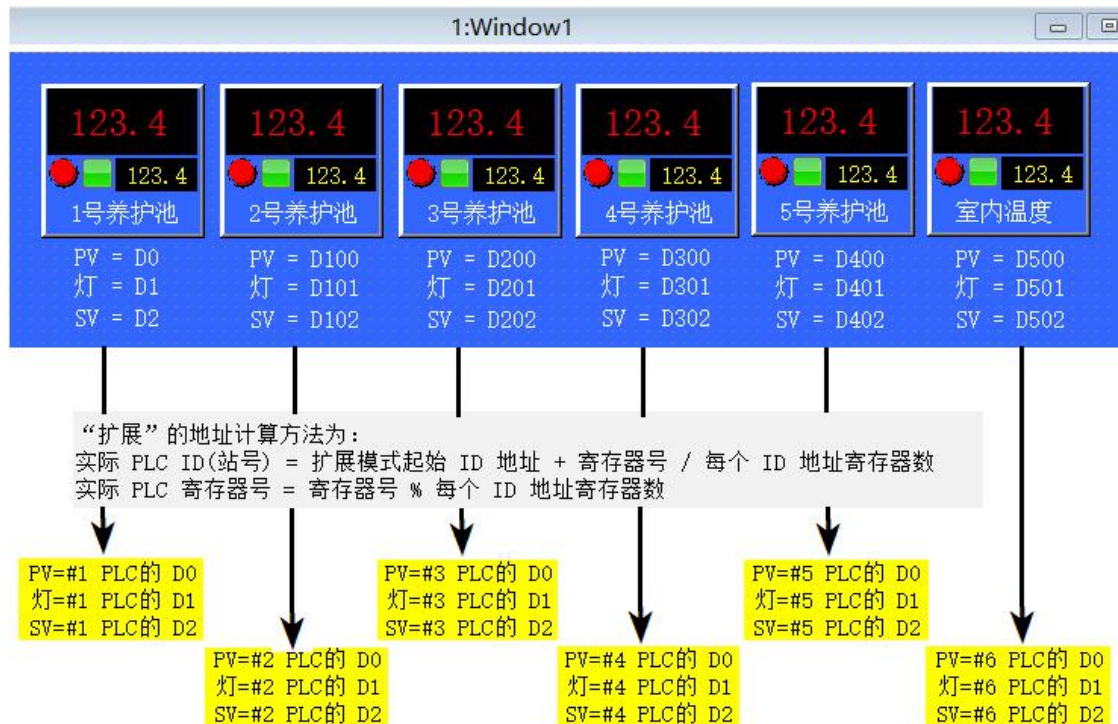 1:Window1
123.4 123.4 123.4 123.4 123.4 123.4
123.4 123.4 123.4 123.4 123.4 123.4
1号养护池 2号养护池 3号养护池 4号养护池 5号养护池 室内温度
PV = D0 PV = D100 PV = D200 PV = D300 PV = D400 PV = D500
灯 = D1 灯 = D101 灯 = D201 灯 = D301 灯 = D401 灯 = D501
SV = D2 SV = D102 SV = D202 SV = D302 SV = D402 SV = D502
“扩展”的地址计算方法为:
实际 PLC ID(站号) = 扩展模式起始 ID 地址 + 寄存器号 / 每个 ID 地址寄存器数
实际 PLC 寄存器号 = 寄存器号 % 每个 ID 地址寄存器数
PV=#1 PLC的 D0 PV=#3 PLC的 D0 PV=#5 PLC的 D0
灯=#1 PLC的 D1 灯=#3 PLC的 D1 灯=#5 PLC的 D1
SV=#1 PLC的 D2 SV=#3 PLC的 D2 SV=#5 PLC的 D2
PV=#2 PLC的 D0 PV=#4 PLC的 D0 PV=#6 PLC的 D0
灯=#2 PLC的 D1 灯=#4 PLC的 D1 灯=#6 PLC的 D1
SV=#2 PLC的 D2 SV=#4 PLC的 D2 SV=#6 PLC的 D2